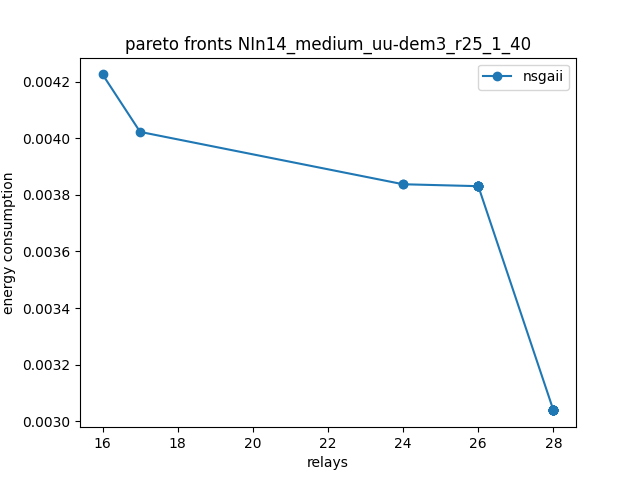 pareto fronts NIn14_medium_uu-dem3_r25_1_40
nsgaii
energy consumption
0.0042
0.0040
0.0038
0.0036
0.0034
0.0032
0.0030
16 18 20 22 24 26 28
relays